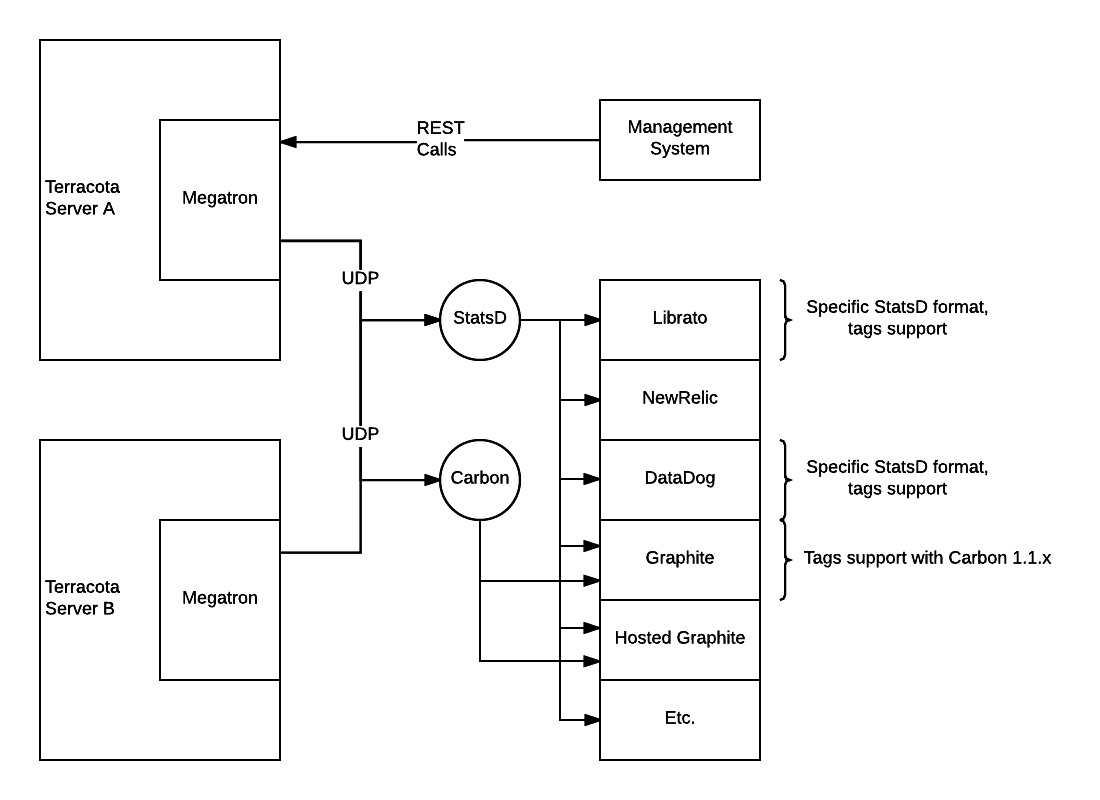 Terracota
Server A
Megatron
REST
Calls
Management
System
UDP
StatsD
Librato
Specific StatsD format,
tags support
NewRelic
UDP
Carbon
DataDog
Specific StatsD format,
tags support
Graphite
Tags support with Carbon 1.1.x
Terracota
Server B
Megatron
Hosted Graphite
Etc.